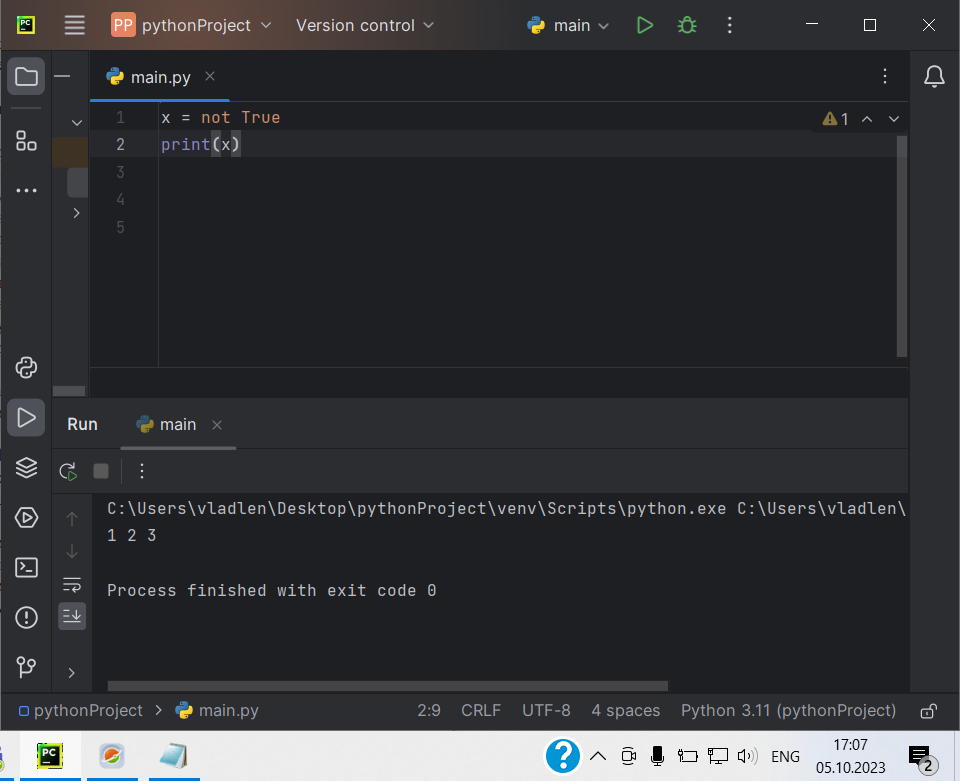 PC
PP pythonProject Version control main
main.py
1 x = not True
1
2 print(x)
3
4
5
Run main
C:\Users\vladlen\Desktop\pythonProject\venv\Scripts\python.exe C:\Users\vladlen\
1 2 3
Process finished with exit code 0
pythonProject > main.py 2:9 CRLF UTF-8 4 spaces Python 3.11 (pythonProject)
PC ? ENG 17:07
05.10.2023 2